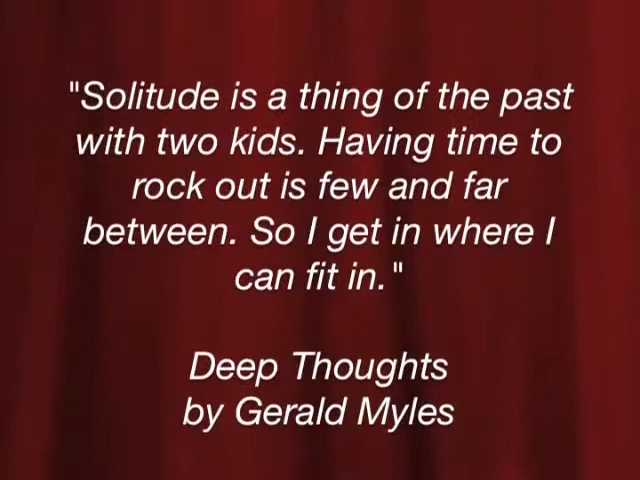 "Solitude is a thing of the past
with two kids. Having time to
rock out is few and far
between. So I get in where I
can fit in."
Deep Thoughts
by Gerald Myles